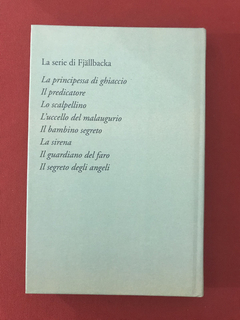 La serie di Fjällbacka
La principessa di ghiaccio
Il predicatore
Lo scalpellino
L'uccello del malaugurio
Il bambino segreto
La sirena
Il guardiano del faro
Il segreto degli angeli